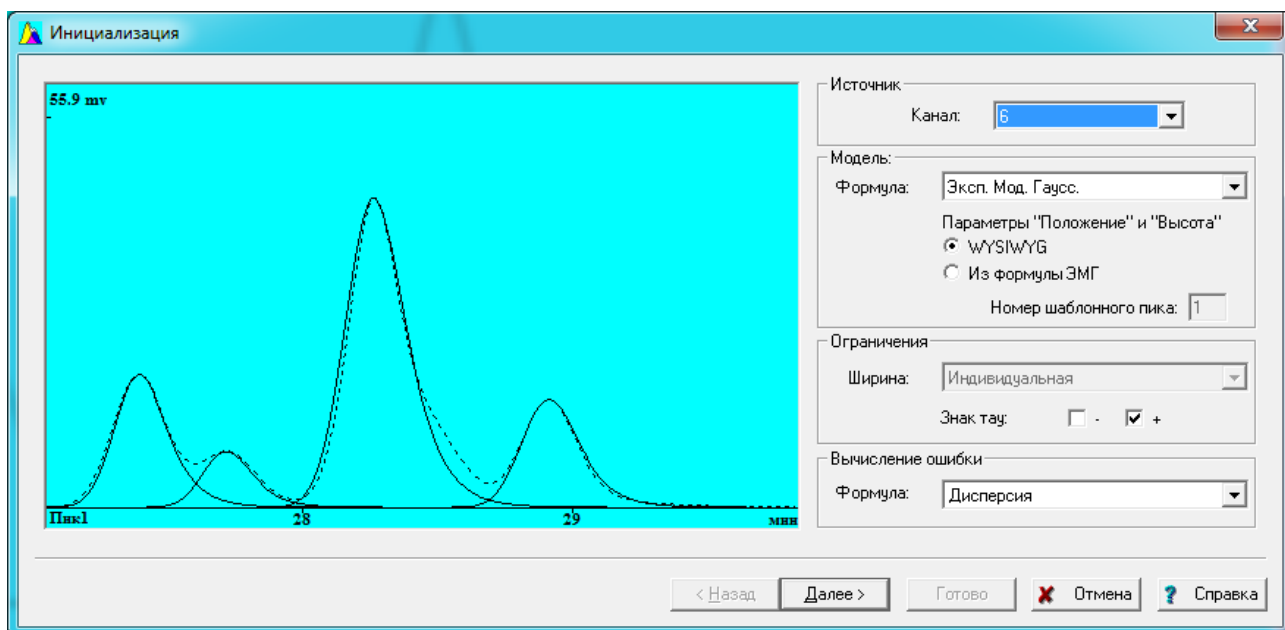 Инициализация
55.9 mv
Пик1
28
29
мин
Источник
Канал: 6
Модель:
Формула: Эксп. Мод. Гаусс.
Параметры "Положение" и "Высота"
WYSIWYG
Из формулы ЭМГ
Номер шаблонного пика: 1
Ограничения
Ширина: Индивидуальная
Знак тау: - +
Вычисление ошибки
Формула: Дисперсия
< Назад Далее > Готово Отмена ? Справка